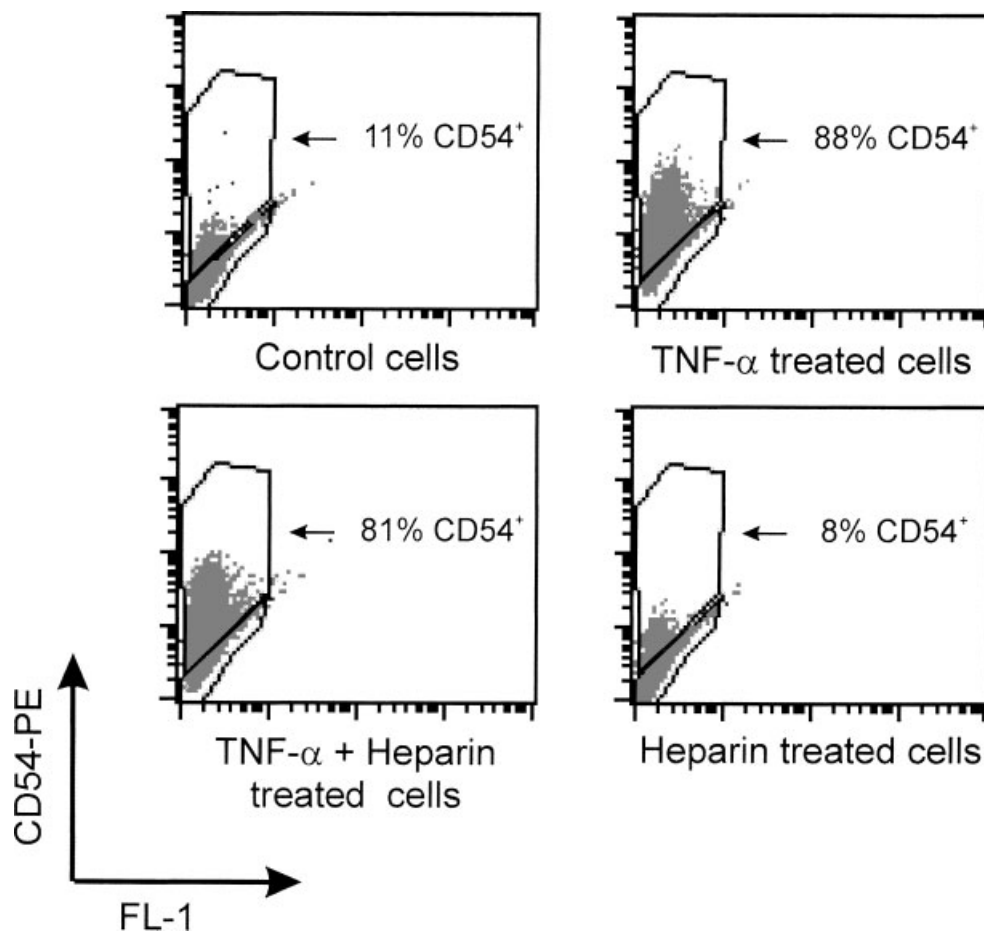 11% CD54+
88% CD54+
Control cells
TNF-α treated cells
81% CD54+
8% CD54+
TNF-α + Heparin
treated cells
Heparin treated cells
CD54-PE
FL-1